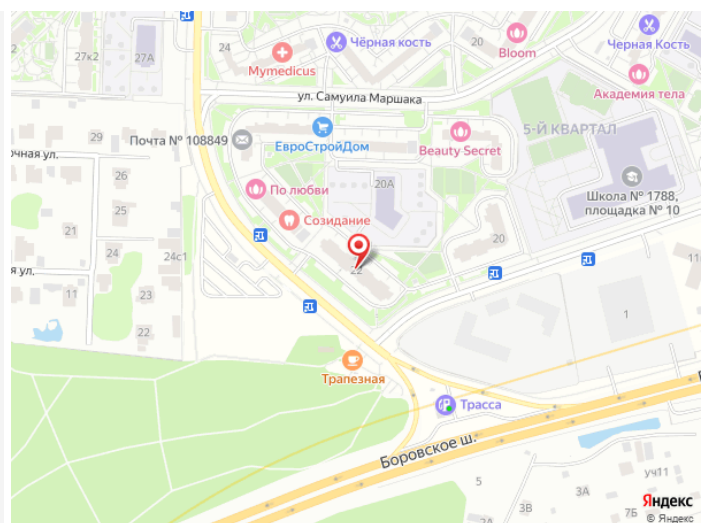 27к2
27А
24
Mymedicus
Чёрная кость
20
Bloom
Черная Кость
Академия тела
ул. Самуила Маршака
5-Й КВАРТАЛ
29
Почта № 108849
ЕвроСтройДом
Beauty Secret
очная ул.
26
25
По любви
20А
Школа № 1788,
площадка № 10
21
Созидание
24
24с1
22
20
я ул.
11
23
22
11
1
Трапезная
Трасса
Боровское ш.
5
3А
3В
2А
7Б
уч11
Яндекс
© Яндекс